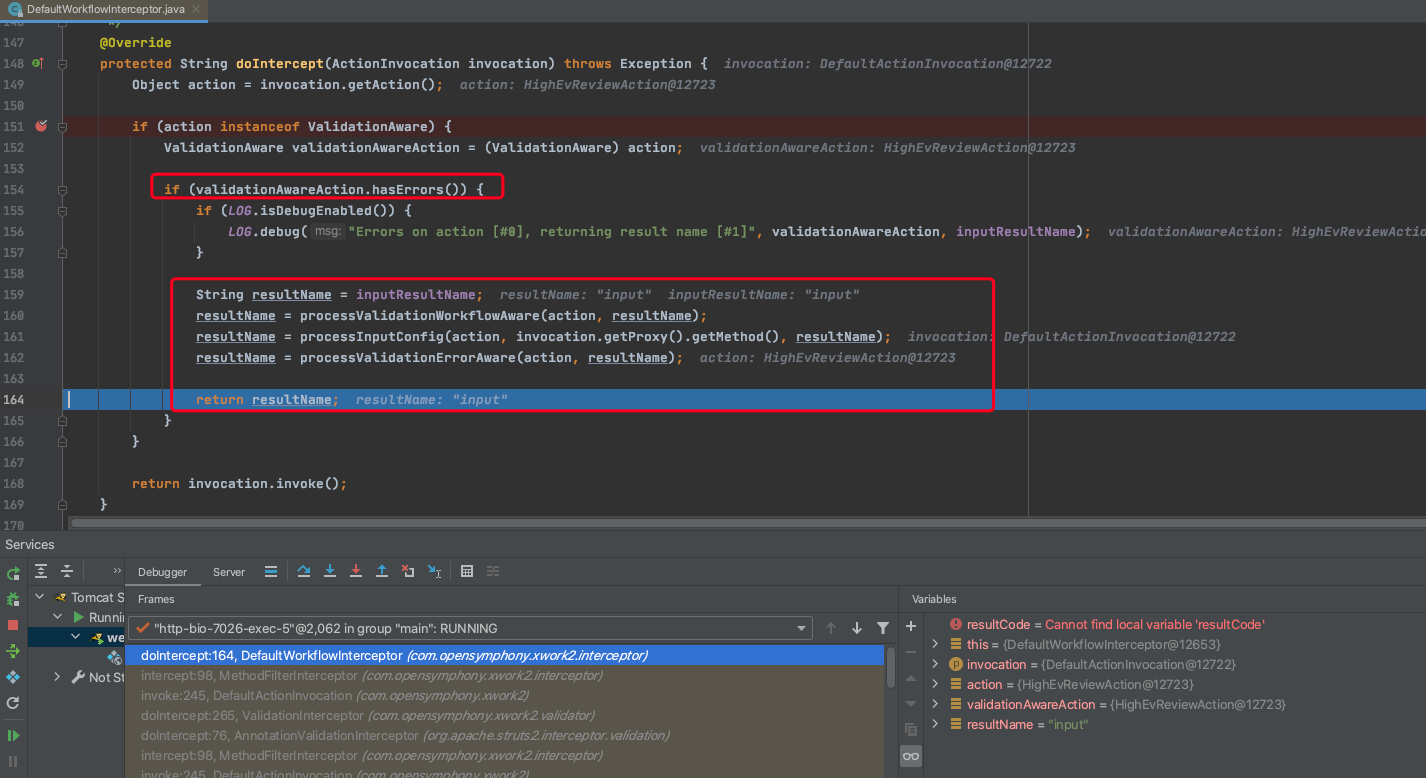 DefaultWorkflowInterceptor.java
146 */
147 @Override
148 protected String doIntercept(ActionInvocation invocation) throws Exception { invocation: DefaultActionInvocation@12722
149 Object action = invocation.getAction(); action: HighEvReviewAction@12723
150
151 if (action instanceof ValidationAware) {
152 ValidationAware validationAwareAction = (ValidationAware) action; validationAwareAction: HighEvReviewAction@12723
153
154 if (validationAwareAction.hasErrors()) {
155 if (LOG.isDebugEnabled()) {
156 LOG.debug( msg: "Errors on action [#0], returning result name [#1]", validationAwareAction, inputResultName); validationAwareAction: HighEvReviewActio
157 }
158
159 String resultName = inputResultName; resultName: "input" inputResultName: "input"
160 resultName = processValidationWorkflowAware(action, resultName);
161 resultName = processInputConfig(action, invocation.getProxy().getMethod(), resultName); invocation: DefaultActionInvocation@12722
162 resultName = processValidationErrorAware(action, resultName); action: HighEvReviewAction@12723
163
164 return resultName; resultName: "input"
165 }
166 }
167
168 return invocation.invoke();
169 }
170
Services
» Debugger Server
Tomcat S
Runnin
we
Not St
Frames
"http-bio-7026-exec-5"@2,062 in group "main": RUNNING
doIntercept:164, DefaultWorkflowInterceptor (com.opensymphony.xwork2.interceptor)
intercept:98, MethodFilterInterceptor (com.opensymphony.xwork2.interceptor)
invoke:245, DefaultActionInvocation (com.opensymphony.xwork2)
doIntercept:265, ValidationInterceptor (com.opensymphony.xwork2.validator)
doIntercept:76, AnnotationValidationInterceptor (org.apache.struts2.interceptor.validation)
intercept:98, MethodFilterInterceptor (com.opensymphony.xwork2.interceptor)
invoke:245, DefaultActionInvocation (com.opensymphony.xwork2)
Variables
resultCode = Cannot find local variable 'resultCode'
this = {DefaultWorkflowInterceptor@12653}
invocation = {DefaultActionInvocation@12722}
action = {HighEvReviewAction@12723}
validationAwareAction = {HighEvReviewAction@12723}
resultName = "input"